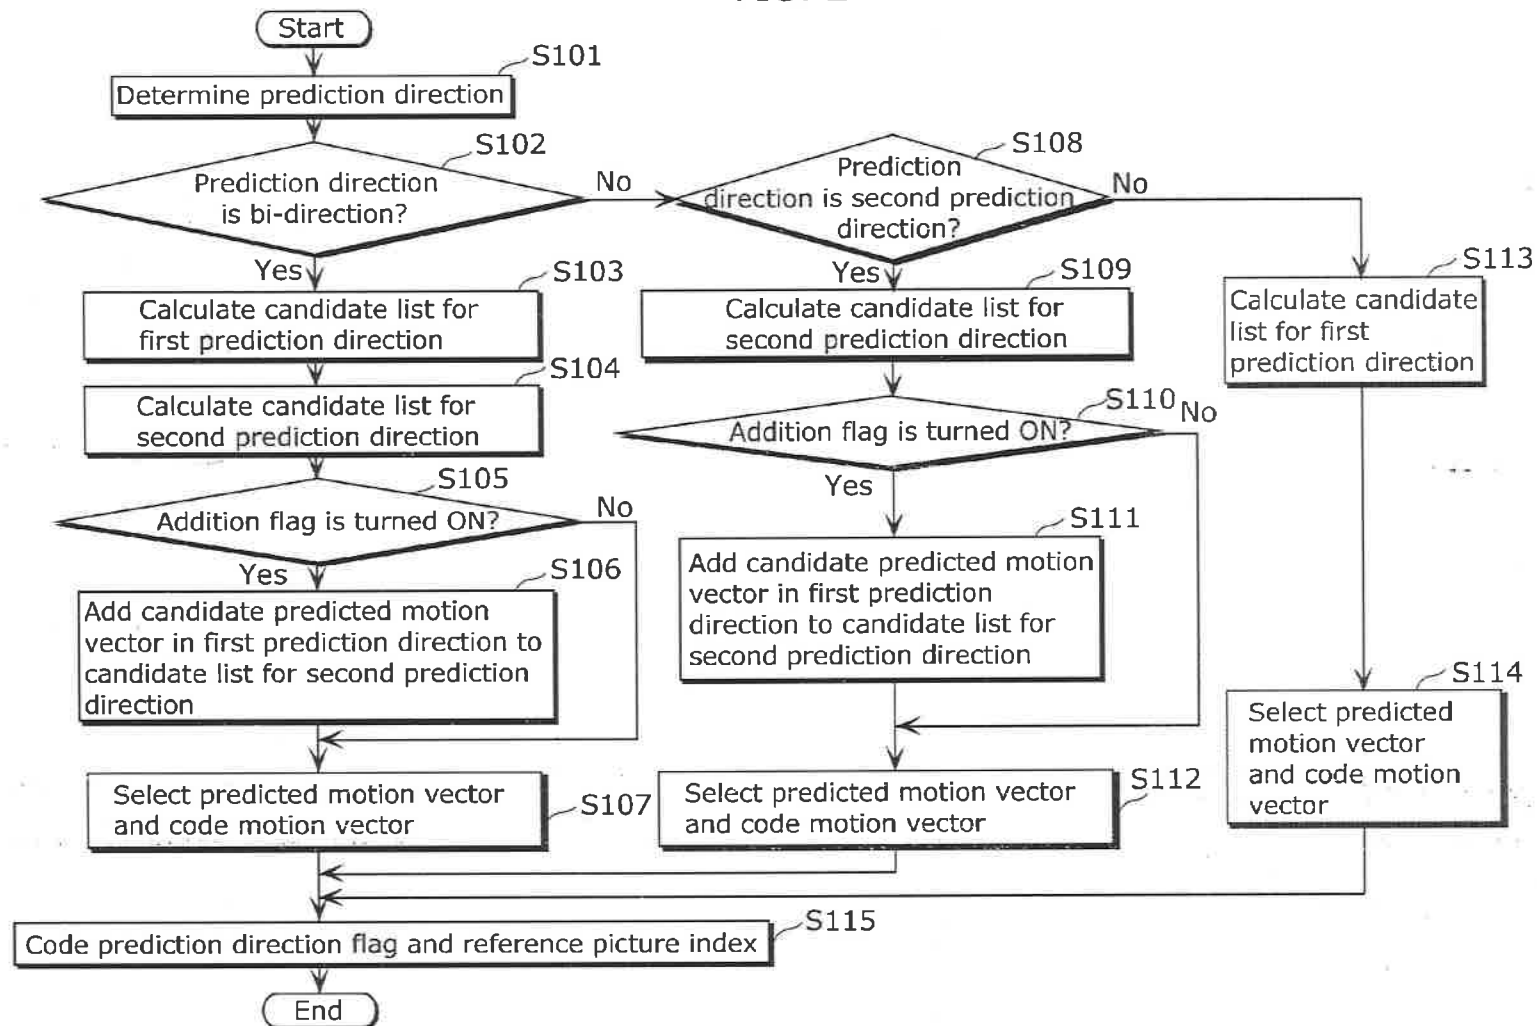 Start
S101
Determine prediction direction
S102
Prediction direction
is bi-direction?
No
Yes
S108
Prediction
direction is second prediction
direction?
No
Yes
S103
Calculate candidate list for
first prediction direction
S109
Calculate candidate list for
second prediction direction
S113
Calculate candidate
list for first
prediction direction
S104
Calculate candidate list for
second prediction direction
S110
Addition flag is turned ON?
No
Yes
S105
Addition flag is turned ON?
No
Yes
S106
Add candidate predicted motion
vector in first prediction direction to
candidate list for second prediction
direction
S111
Add candidate predicted motion
vector in first prediction
direction to candidate list for
second prediction direction
S114
Select predicted
motion vector
and code motion
vector
Select predicted motion vector
and code motion vector
S107
Select predicted motion vector
and code motion vector
S112
S115
Code prediction direction flag and reference picture index
End